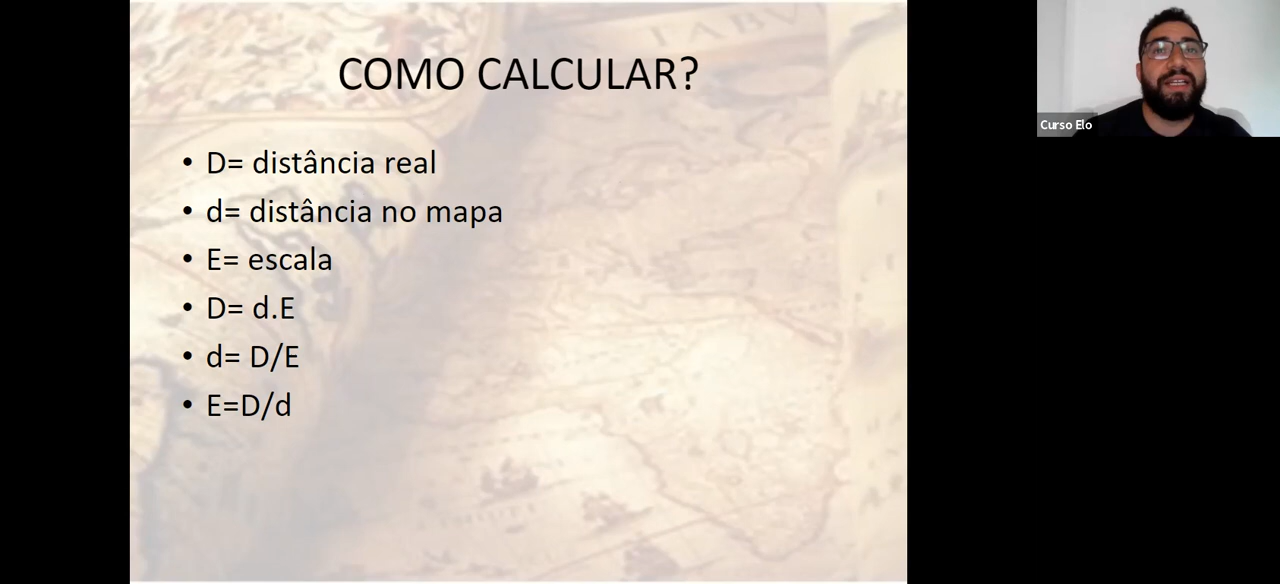 COMO CALCULAR?
• D= distância real
• d= distância no mapa
• E= escala
• D= d.E
• d= D/E
• E=D/d
Curso Elo